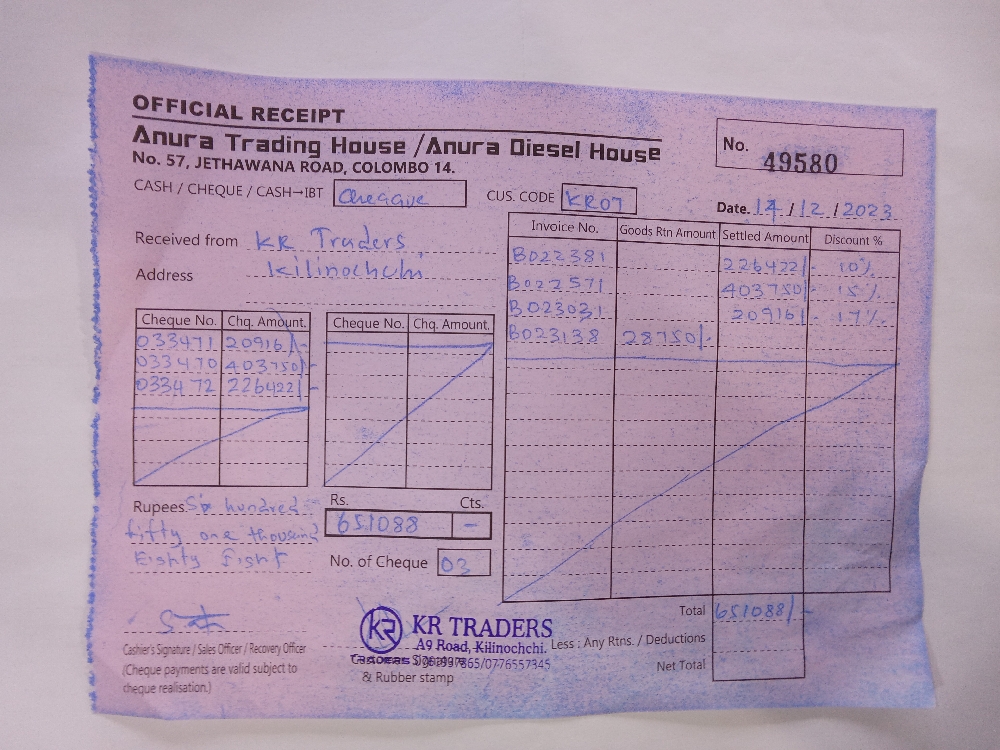 OFFICIAL RECEIPT
Anura Trading House / Anura Diesel House
No. 57, JETHAWANA ROAD, COLOMBO 14.
No. 49580
CASH / CHEQUE / CASH→IBT Cheaque
CUS. CODE KR07
Date. 14 / 12 / 2023
Received from KR Traders
Address Kilinochchi
Invoice No. Goods Rtn Amount Settled Amount Discount %
B022381 226422/- 10%
B022571 403750/- 15%
B023031 20916/- 17%
B023138 28750/-
Cheque No. Chq. Amount.
033471 20916/-
033470 403750/-
033472 226422/-
Cheque No. Chq. Amount.
Rupees Six hundred
fifty one thousand
Eighty Eight
Rs. Cts.
651088 -
No. of Cheque 03
Total 651088/-
Less : Any Rtns. / Deductions
Net Total
Cashier's Signature / Sales Officer / Recovery Officer
(Cheque payments are valid subject to
cheque realisation.)
KR KR TRADERS
A9 Road, Kilinochchi.
/0776557345
& Rubber stamp